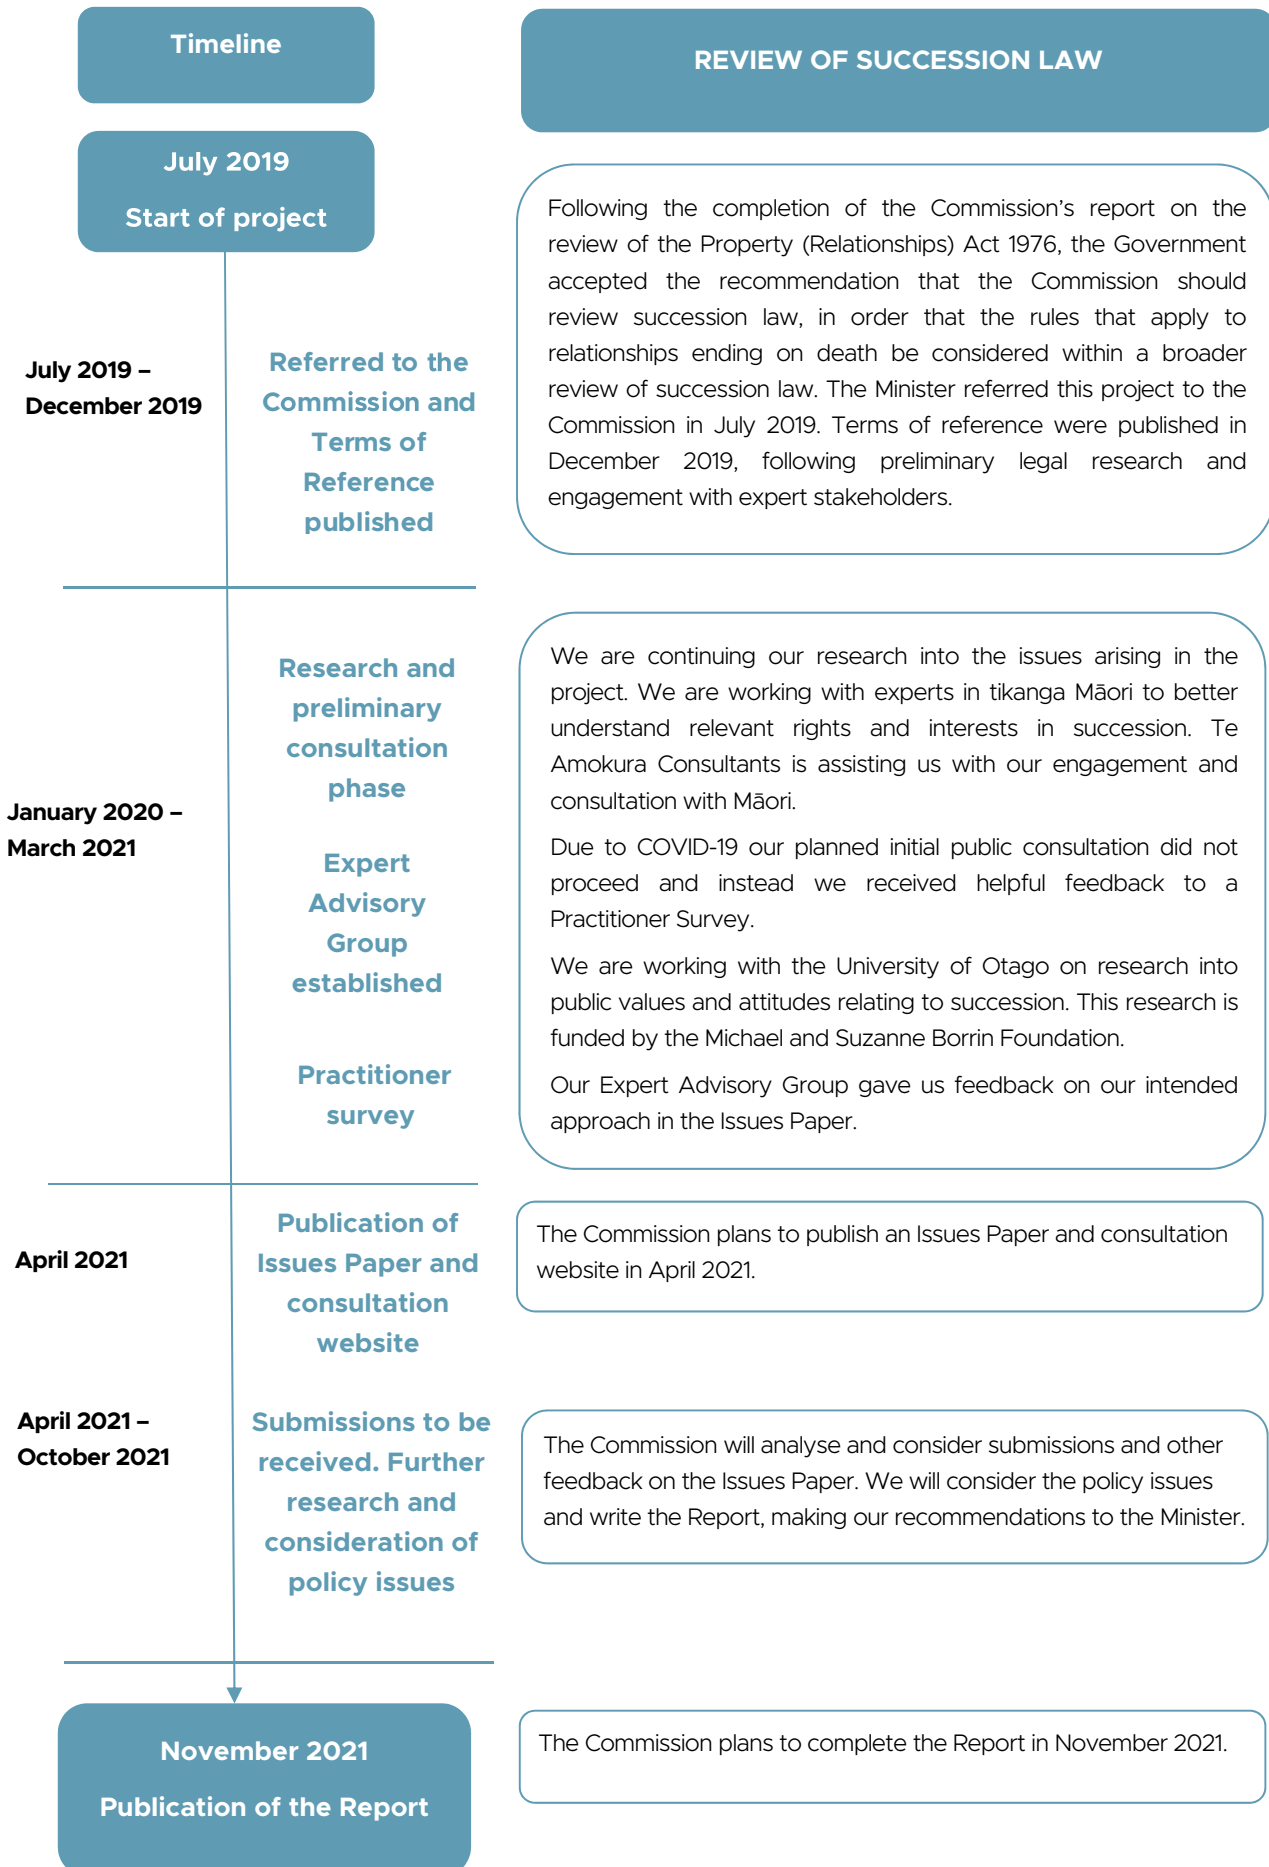 Timeline
REVIEW OF SUCCESSION LAW
July 2019
Start of project
Following the completion of the Commission's report on the
review of the Property (Relationships) Act 1976, the Government
accepted the recommendation that the Commission should
review succession law, in order that the rules that apply to
relationships ending on death be considered within a broader
review of succession law. The Minister referred this project to the
Commission in July 2019. Terms of reference were published in
December 2019, following preliminary legal research and
engagement with expert stakeholders.
July 2019 –
December 2019
Referred to the
Commission and
Terms of
Reference
published
January 2020 –
March 2021
Research and
preliminary
consultation
phase
Expert
Advisory
Group
established
Practitioner
survey
We are continuing our research into the issues arising in the
project. We are working with experts in tikanga Māori to better
understand relevant rights and interests in succession. Te
Amokura Consultants is assisting us with our engagement and
consultation with Māori.
Due to COVID-19 our planned initial public consultation did not
proceed and instead we received helpful feedback to a
Practitioner Survey.
We are working with the University of Otago on research into
public values and attitudes relating to succession. This research is
funded by the Michael and Suzanne Borrin Foundation.
Our Expert Advisory Group gave us feedback on our intended
approach in the Issues Paper.
April 2021
Publication of
Issues Paper and
consultation
website
The Commission plans to publish an Issues Paper and consultation
website in April 2021.
April 2021 –
October 2021
Submissions to be
received. Further
research and
consideration of
policy issues
The Commission will analyse and consider submissions and other
feedback on the Issues Paper. We will consider the policy issues
and write the Report, making our recommendations to the Minister.
November 2021
Publication of the Report
The Commission plans to complete the Report in November 2021.